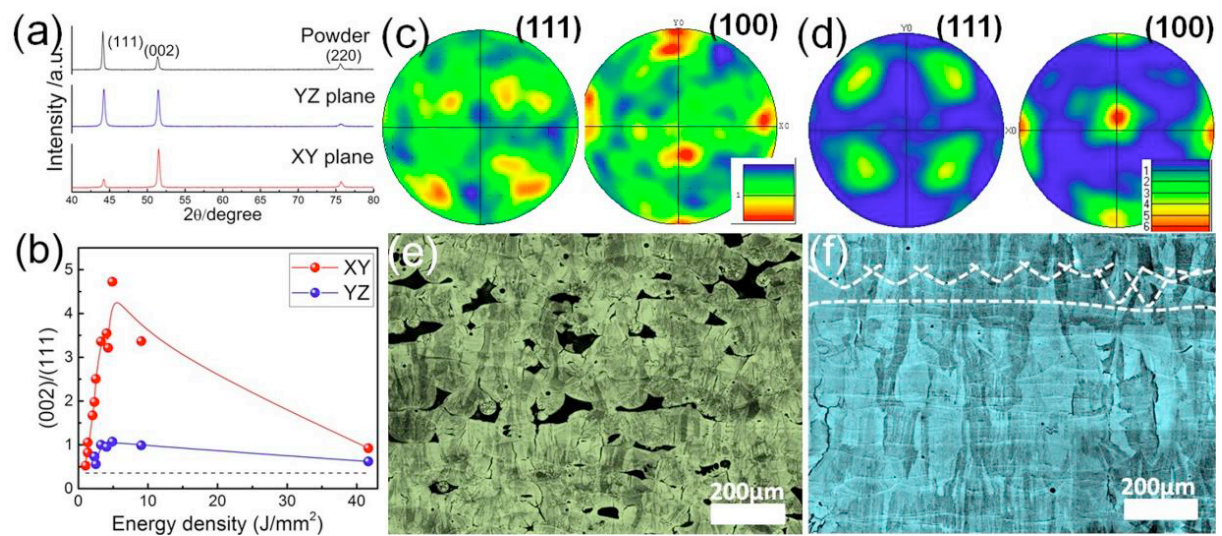 (a)
Intensity /a.u.
(111)
(002)
Powder
(220)
YZ plane
XY plane
40 45 50 55 60 65 70 75 80
2θ/degree
(b)
(002)/(111)
5
4
3
2
1
0
XY
YZ
0 10 20 30 40
Energy density (J/mm²)
(c)
(111)
(100)
Y0
X0
1
(d)
(111)
(100)
Y0
X0
1
2
3
4
5
6
(e)
200μm
(f)
200μm